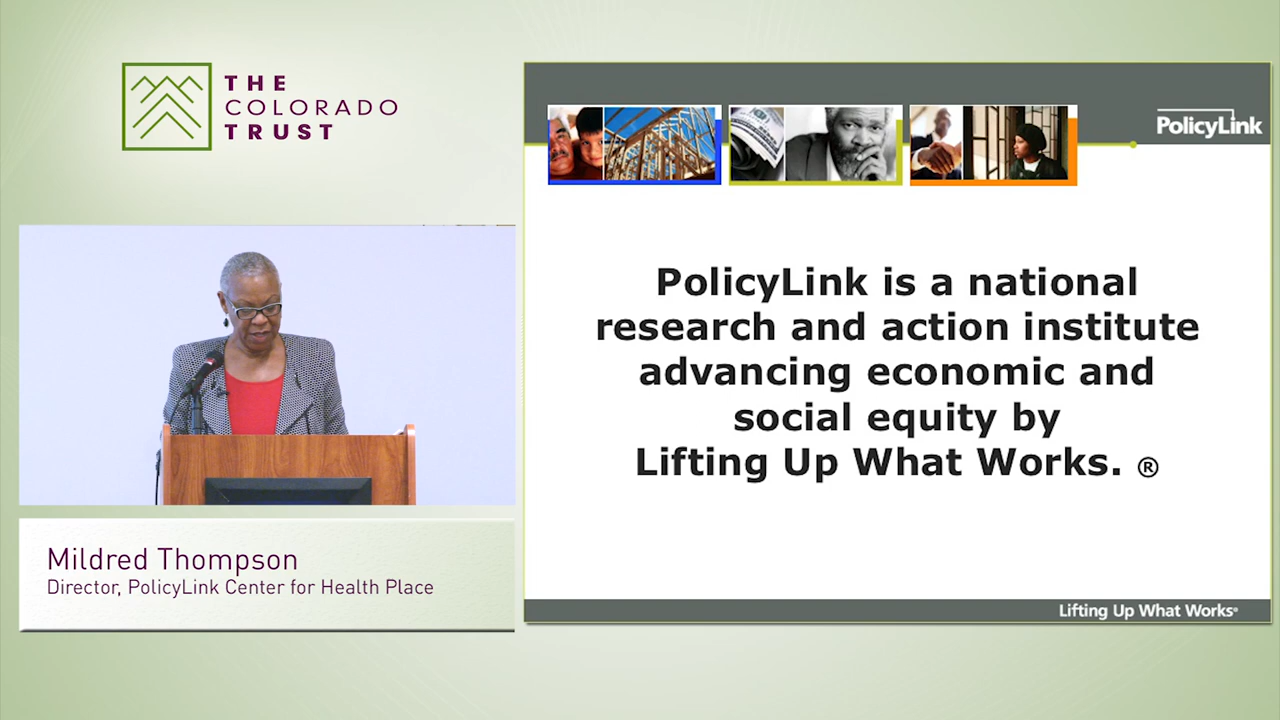 THE
COLORADO
TRUST
Mildred Thompson
Director, PolicyLink Center for Health Place
PolicyLink
PolicyLink is a national
research and action institute
advancing economic and
social equity by
Lifting Up What Works. ®
Lifting Up What Works®